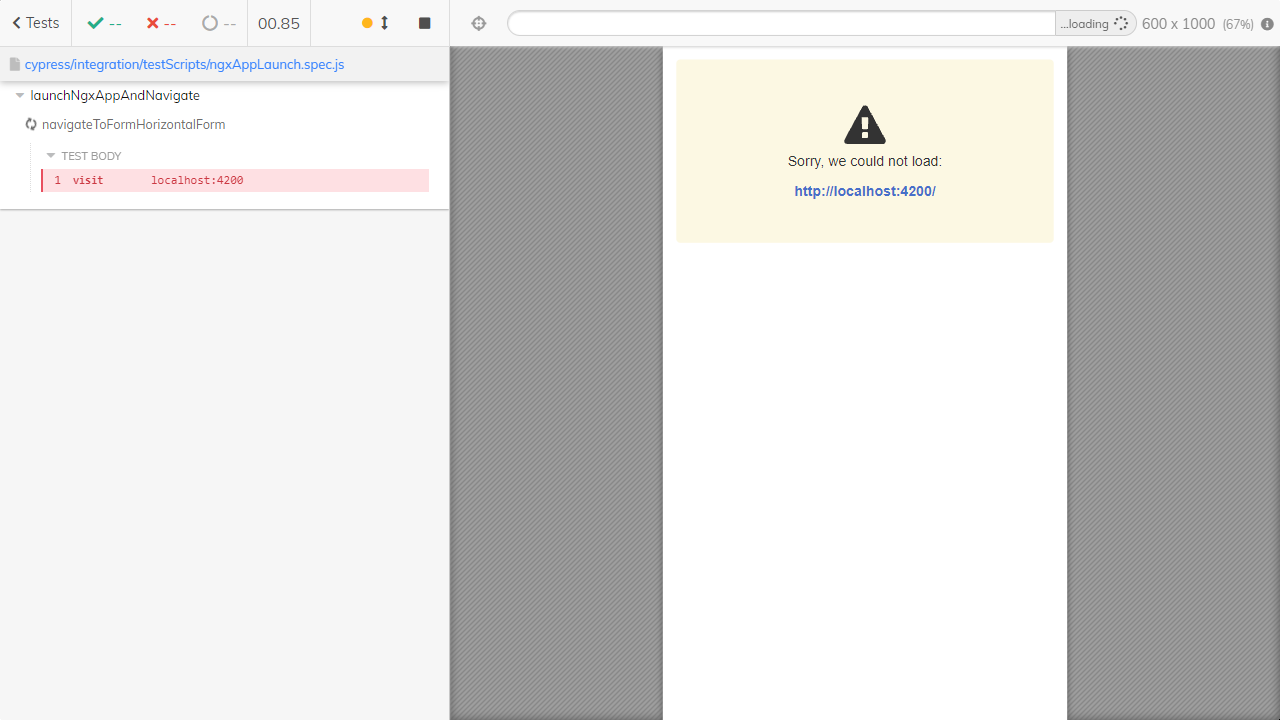 Tests
--
--
--
00.85
...loading
600 x 1000 (67%)
cypress/integration/testScripts/ngxAppLaunch.spec.js
launchNgxAppAndNavigate
navigateToFormHorizontalForm
TEST BODY
1 visit localhost:4200
Sorry, we could not load:
http://localhost:4200/